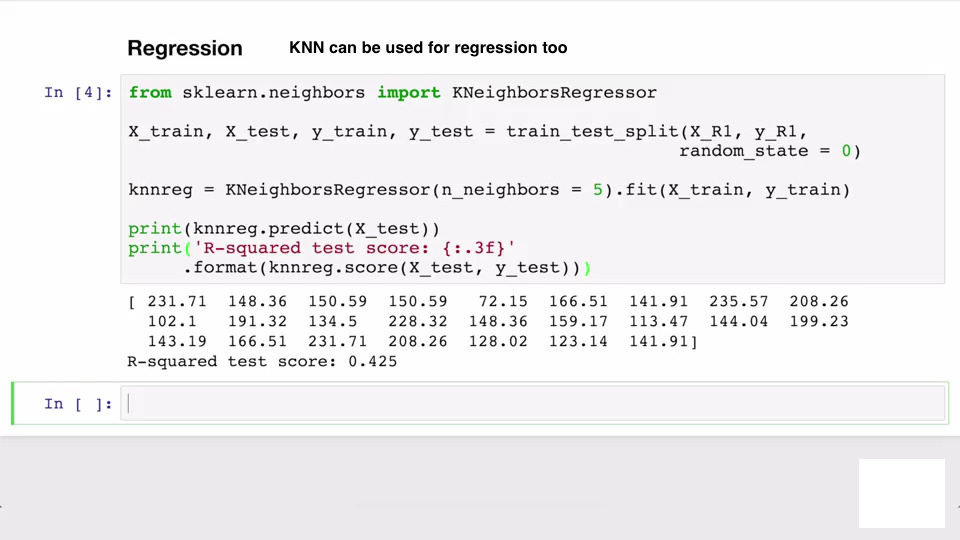 Regression KNN can be used for regression too
In [4]: from sklearn.neighbors import KNeighborsRegressor
X_train, X_test, y_train, y_test = train_test_split(X_R1, y_R1,
random_state = 0)
knnreg = KNeighborsRegressor(n_neighbors = 5).fit(X_train, y_train)
print(knnreg.predict(X_test))
print('R-squared test score: {:.3f}'
.format(knnreg.score(X_test, y_test)))
[ 231.71 148.36 150.59 150.59 72.15 166.51 141.91 235.57 208.26
102.1 191.32 134.5 228.32 148.36 159.17 113.47 144.04 199.23
143.19 166.51 231.71 208.26 128.02 123.14 141.91]
R-squared test score: 0.425
In [ ]: